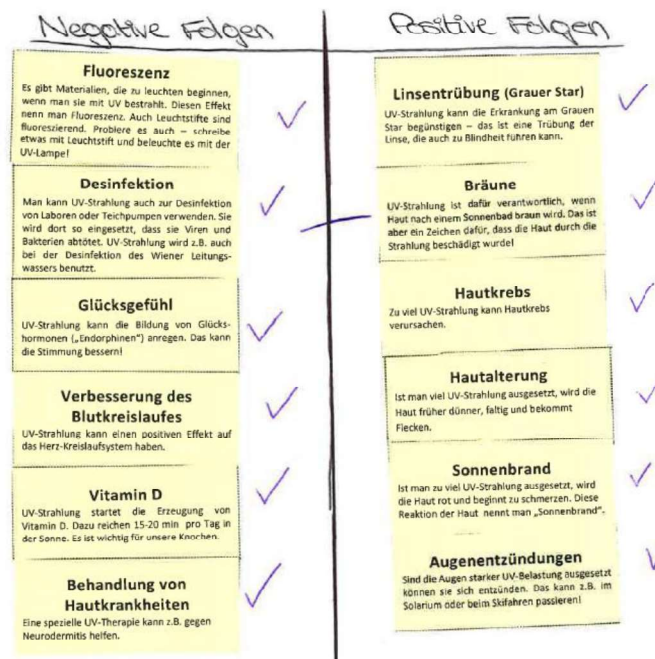 Negative Folgen
Fluoreszenz
Es gibt Materialien, die zu leuchten beginnen,
wenn man sie mit UV bestrahlt. Diesen Effekt
nenn man Fluoreszenz. Auch Leuchtstifte sind
fluoreszierend. Probiere es auch – schreibe
etwas mit Leuchtstift und beleuchte es mit der
UV-Lampe!
Desinfektion
Man kann UV-Strahlung auch zur Desinfektion
von Laboren oder Teichpumpen verwenden. Sie
wird dort so eingesetzt, dass sie Viren und
Bakterien abtötet. UV-Strahlung wird z.B. auch
bei der Desinfektion des Wiener Leitungs-
wassers benutzt.
Glücksgefühl
UV-Strahlung kann die Bildung von Glücks-
hormonen („Endorphinen“) anregen. Das kann
die Stimmung bessern!
Verbesserung des
Blutkreislaufes
UV-Strahlung kann einen positiven Effekt auf
das Herz-Kreislaufsystem haben.
Vitamin D
UV-Strahlung startet die Erzeugung von
Vitamin D. Dazu reichen 15-20 min pro Tag in
der Sonne. Es ist wichtig für unsere Knochen.
Behandlung von
Hautkrankheiten
Eine spezielle UV-Therapie kann z.B. gegen
Neurodermitis helfen.
Positive Folgen
Linsentrübung (Grauer Star)
UV-Strahlung kann die Erkrankung am Grauen
Star begünstigen – das ist eine Trübung der
Linse, die auch zu Blindheit führen kann.
Bräune
UV-Strahlung ist dafür verantwortlich, wenn
Haut nach einem Sonnenbad braun wird. Das ist
aber ein Zeichen dafür, dass die Haut durch die
Strahlung beschädigt wurde!
Hautkrebs
Zu viel UV-Strahlung kann Hautkrebs
verursachen.
Hautalterung
Ist man viel UV-Strahlung ausgesetzt, wird die
Haut früher dünner, faltig und bekommt
Flecken.
Sonnenbrand
Ist man zu viel UV-Strahlung ausgesetzt, wird
die Haut rot und beginnt zu schmerzen. Diese
Reaktion der Haut nennt man „Sonnenbrand“.
Augenentzündungen
Sind die Augen starker UV-Belastung ausgesetzt
können sie sich entzünden. Das kann z.B. im
Solarium oder beim Skifahren passieren!